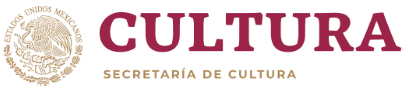 ESTADOS UNIDOS MEXICANOS
CULTURA
SECRETARÍA DE CULTURA